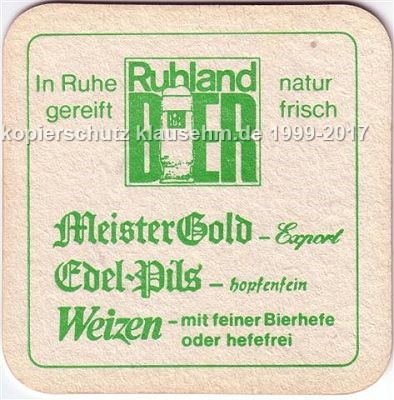 In Ruhe
gereift
Ruhland
BIER
natur
frisch
kopierschutz klausehm.de 1999-2017
MeisterGold – Export
Edel-Pils – hopfenfein
Weizen – mit feiner Bierhefe
oder hefefrei